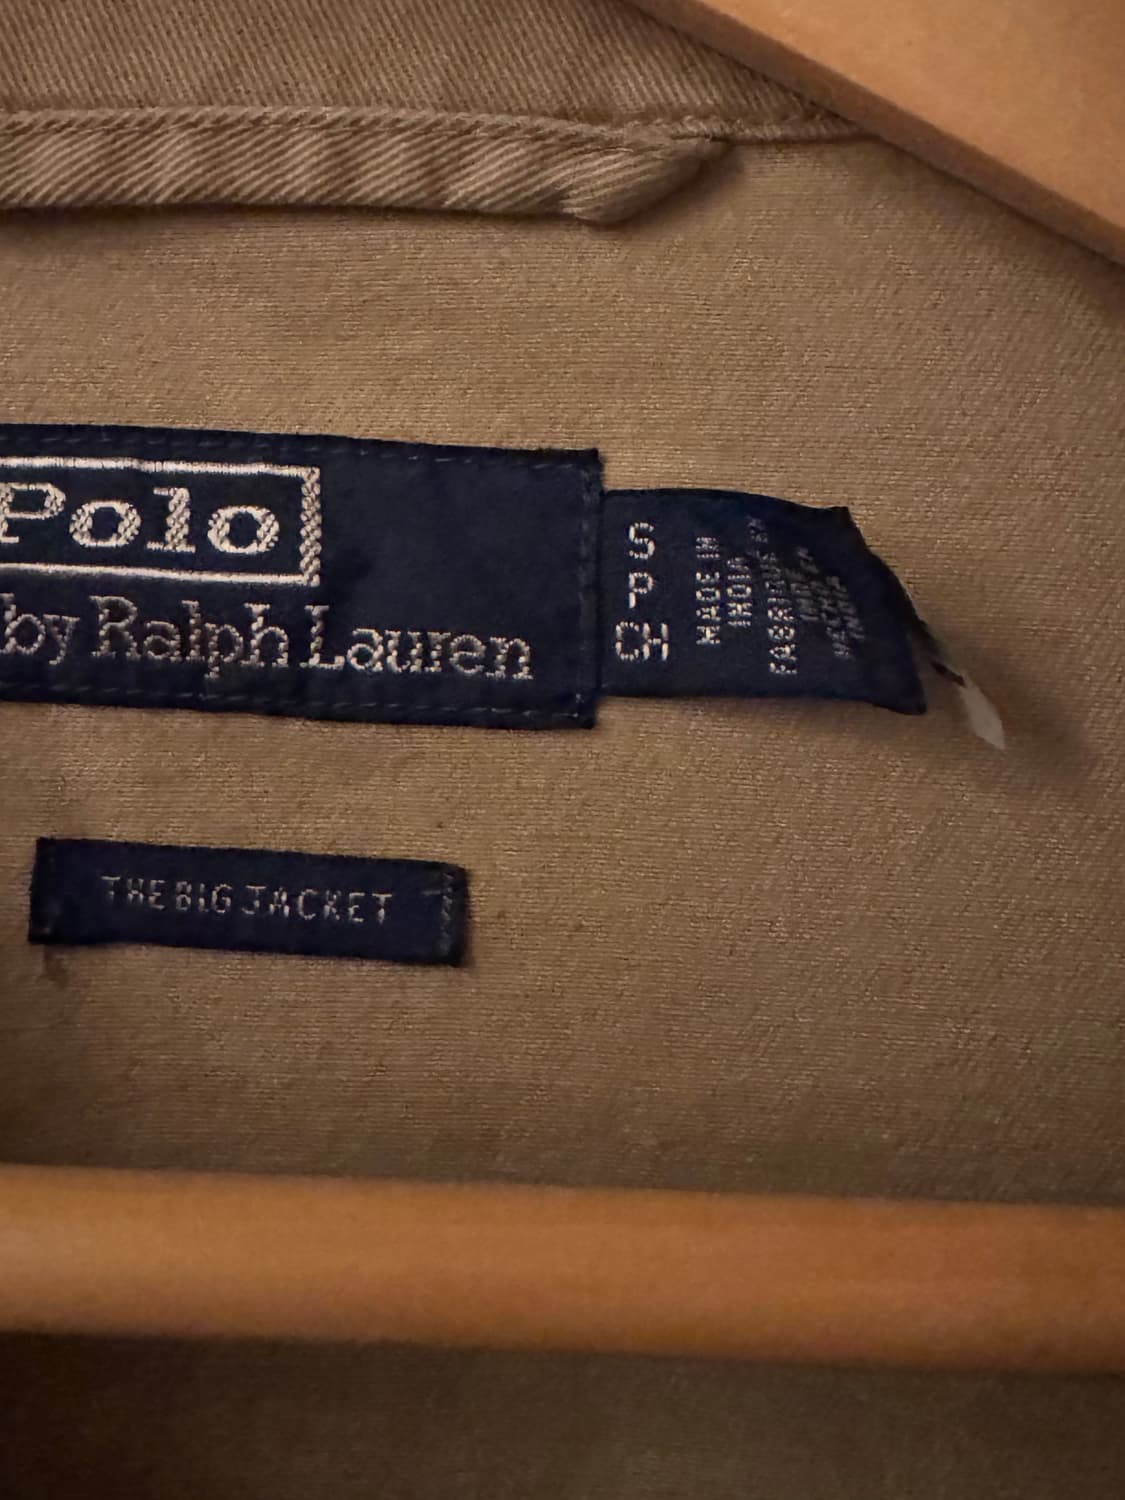 Polo
by Ralph Lauren
S
P
CH
MADE IN
INDIA
THE BIG JACKET